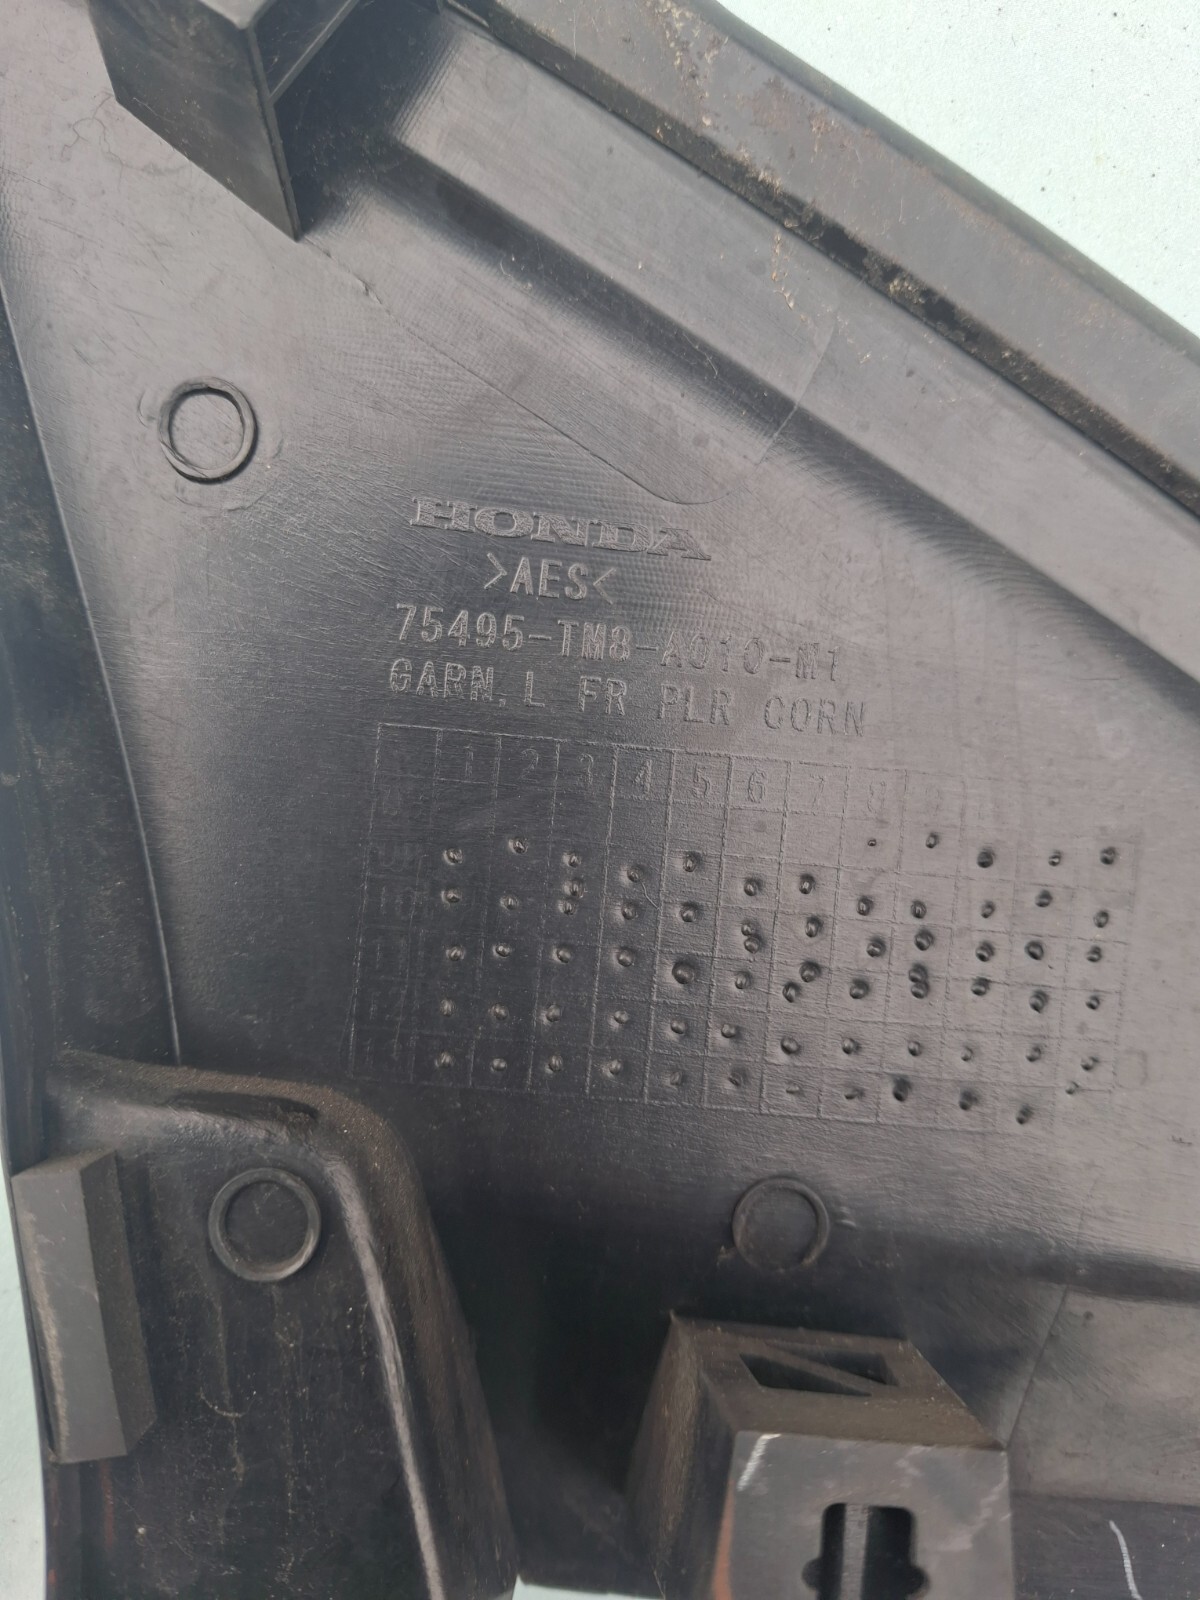 HONDA
>AES<
75495-TM8-A010-M1
GARN. L FR PLR CORN
1 2 3 4 5 6 7 8